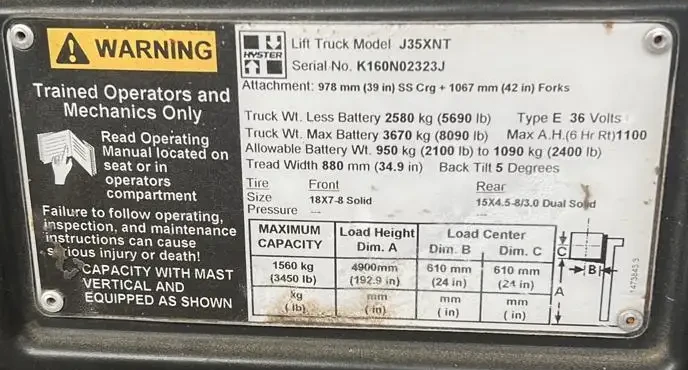 WARNING
Trained Operators and
Mechanics Only
Read Operating
Manual located on
seat or in
operators
compartment
Failure to follow operating,
inspection, and maintenance
instructions can cause
serious injury or death!
CAPACITY WITH MAST
VERTICAL AND
EQUIPPED AS SHOWN
HYSTER
Lift Truck Model J35XNT
Serial No. K160N02323J
Attachment: 978 mm (39 in) SS Crg + 1067 mm (42 in) Forks
Truck Wt. Less Battery 2580 kg (5690 lb) Type E 36 Volts
Truck Wt. Max Battery 3670 kg (8090 lb) Max A.H.(6 Hr Rt)1100
Allowable Battery Wt. 950 kg (2100 lb) to 1090 kg (2400 lb)
Tread Width 880 mm (34.9 in) Back Tilt 5 Degrees
Tire Front Rear
Size 18X7-8 Solid 15X4.5-8/3.0 Dual Solid
Pressure --- ---
MAXIMUM CAPACITY Load Height Dim. A Load Center Dim. B Dim. C
1560 kg (3450 lb) 4900mm (192.9 in) 610 mm (24 in) 610 mm (24 in)
kg (lb) mm (in) mm (in) mm (in)
C
B
A